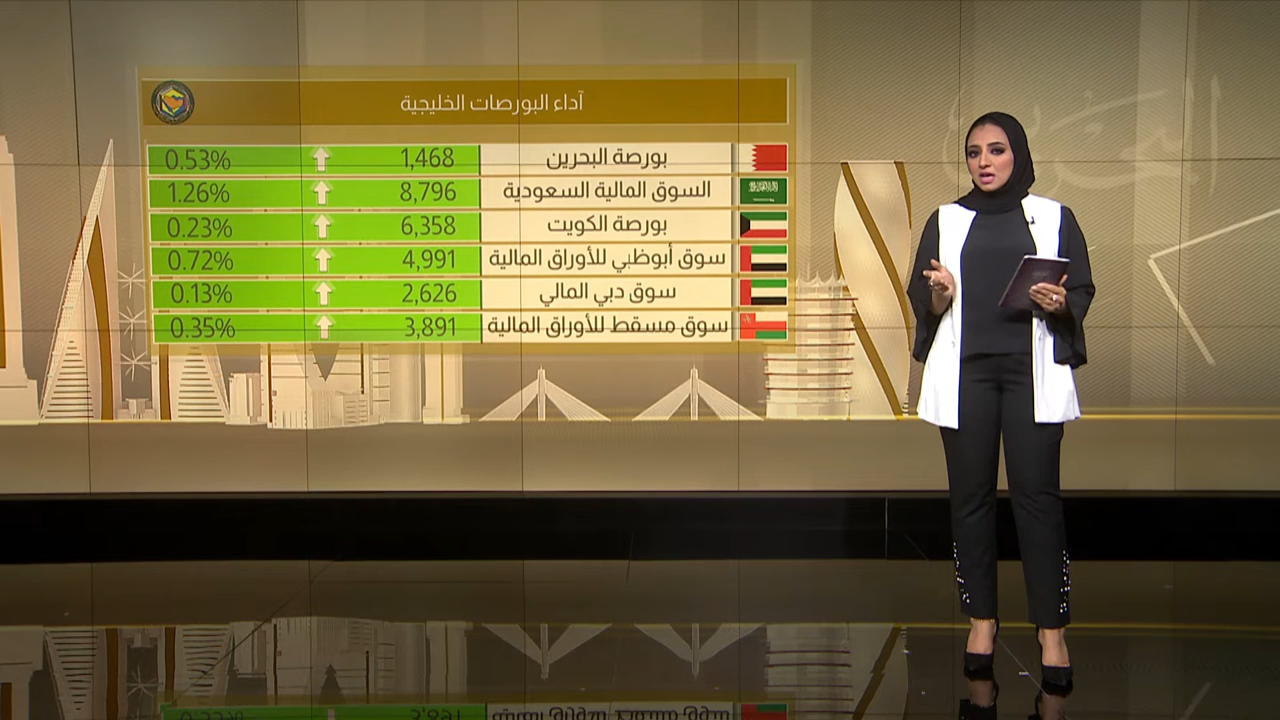 آداء البورصات الخليجية
بورصة البحرين 1,468 0.53%
السوق المالية السعودية 8,796 1.26%
بورصة الكويت 6,358 0.23%
سوق أبوظبي للأوراق المالية 4,991 0.72%
سوق دبي المالي 2,626 0.13%
سوق مسقط للأوراق المالية 3,891 0.35%